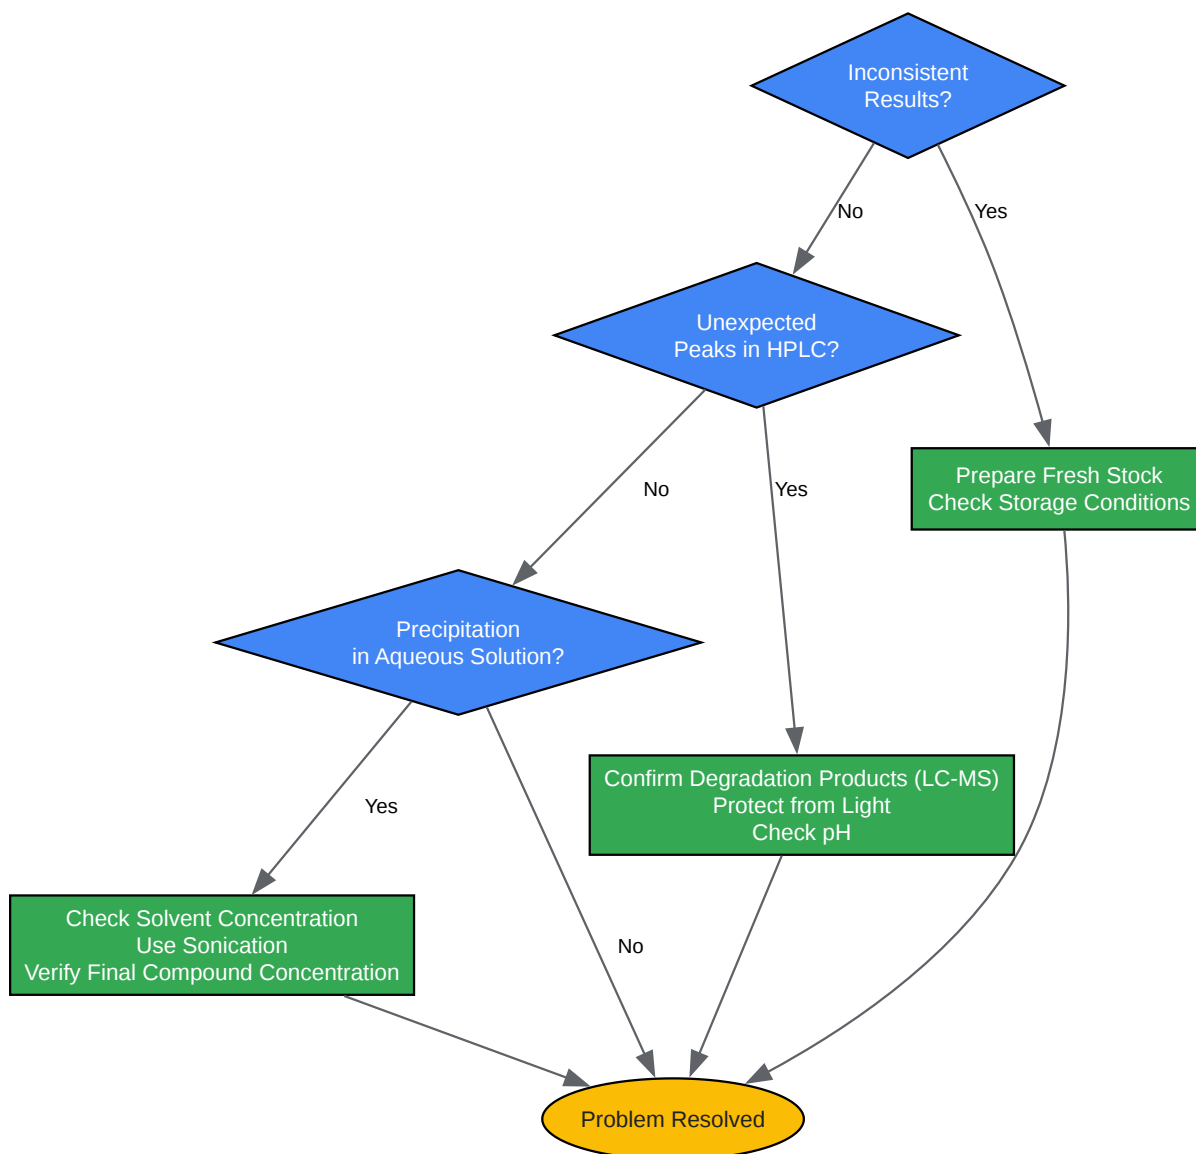 Inconsistent
Results?
No
Yes
Unexpected
Peaks in HPLC?
Prepare Fresh Stock
Check Storage Conditions
No
Yes
Precipitation
in Aqueous Solution?
Confirm Degradation Products (LC-MS)
Protect from Light
Check pH
Yes
Check Solvent Concentration
Use Sonication
Verify Final Compound Concentration
No
Problem Resolved